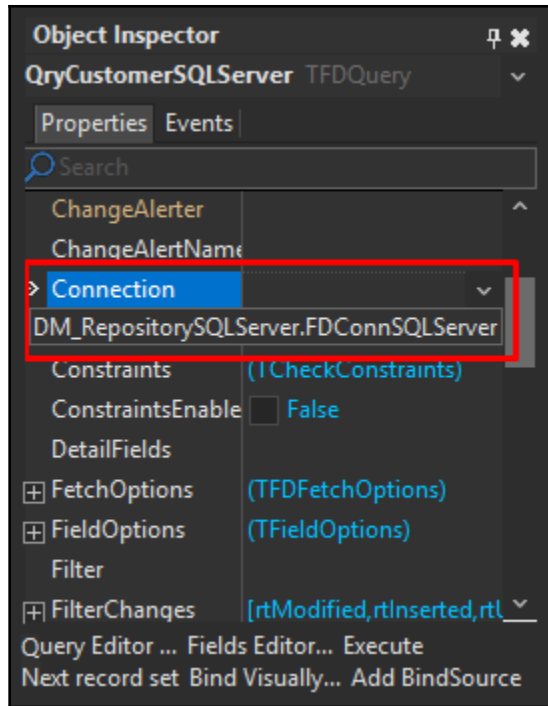 Object Inspector
QryCustomerSQLServer TFDQuery
Properties Events
Search
ChangeAlerter
ChangeAlertName
Connection
DM_RepositorySQLServer.FDConnSQLServer
Constraints (TCheckConstraints)
ConstraintsEnable False
DetailFields
FetchOptions (TFDFetchOptions)
FieldOptions (TFieldOptions)
Filter
FilterChanges [rtModified,rtInserted,rtU
Query Editor ... Fields Editor... Execute
Next record set Bind Visually... Add BindSource